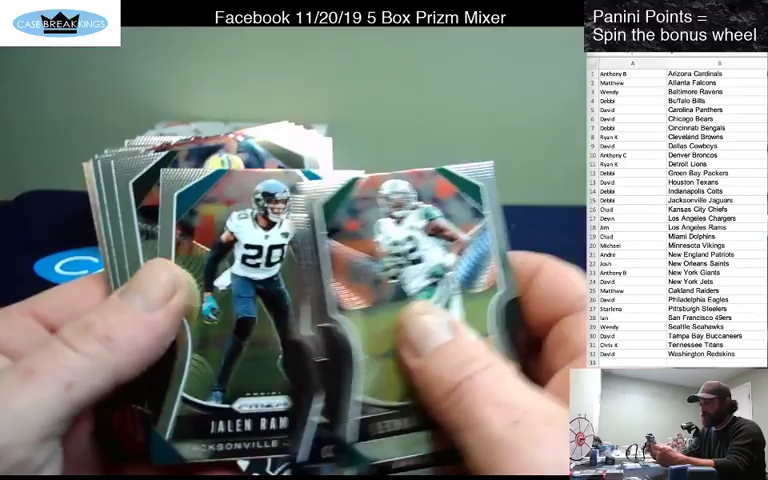 CASE BREAK KINGS
Facebook 11/20/19 5 Box Prizm Mixer
Panini Points =
Spin the bonus wheel
A B
1 Anthony B Arizona Cardinals
2 Matthew Atlanta Falcons
3 Wendy Baltimore Ravens
4 Debbi Buffalo Bills
5 David Carolina Panthers
6 David Chicago Bears
7 Debbi Cincinnati Bengals
8 Ryan K Cleveland Browns
9 David Dallas Cowboys
10 Anthony C Denver Broncos
11 Ryan K Detroit Lions
12 Debbi Green Bay Packers
13 David Houston Texans
14 Debbi Indianapolis Colts
15 Debbi Jacksonville Jaguars
16 Chad Kansas City Chiefs
17 Devin Los Angeles Chargers
18 Jim Los Angeles Rams
19 Chad Miami Dolphins
20 Michael Minnesota Vikings
21 Andre New England Patriots
22 Josh New Orleans Saints
23 Anthony B New York Giants
24 David New York Jets
25 Matthew Oakland Raiders
26 David Philadelphia Eagles
27 Starlena Pittsburgh Steelers
28 Ian San Francisco 49ers
29 Wendy Seattle Seahawks
30 David Tampa Bay Buccaneers
31 Chris K Tennessee Titans
32 David Washington Redskins
33
20
PRIZM
JALEN RAM
JACKSONVILLE